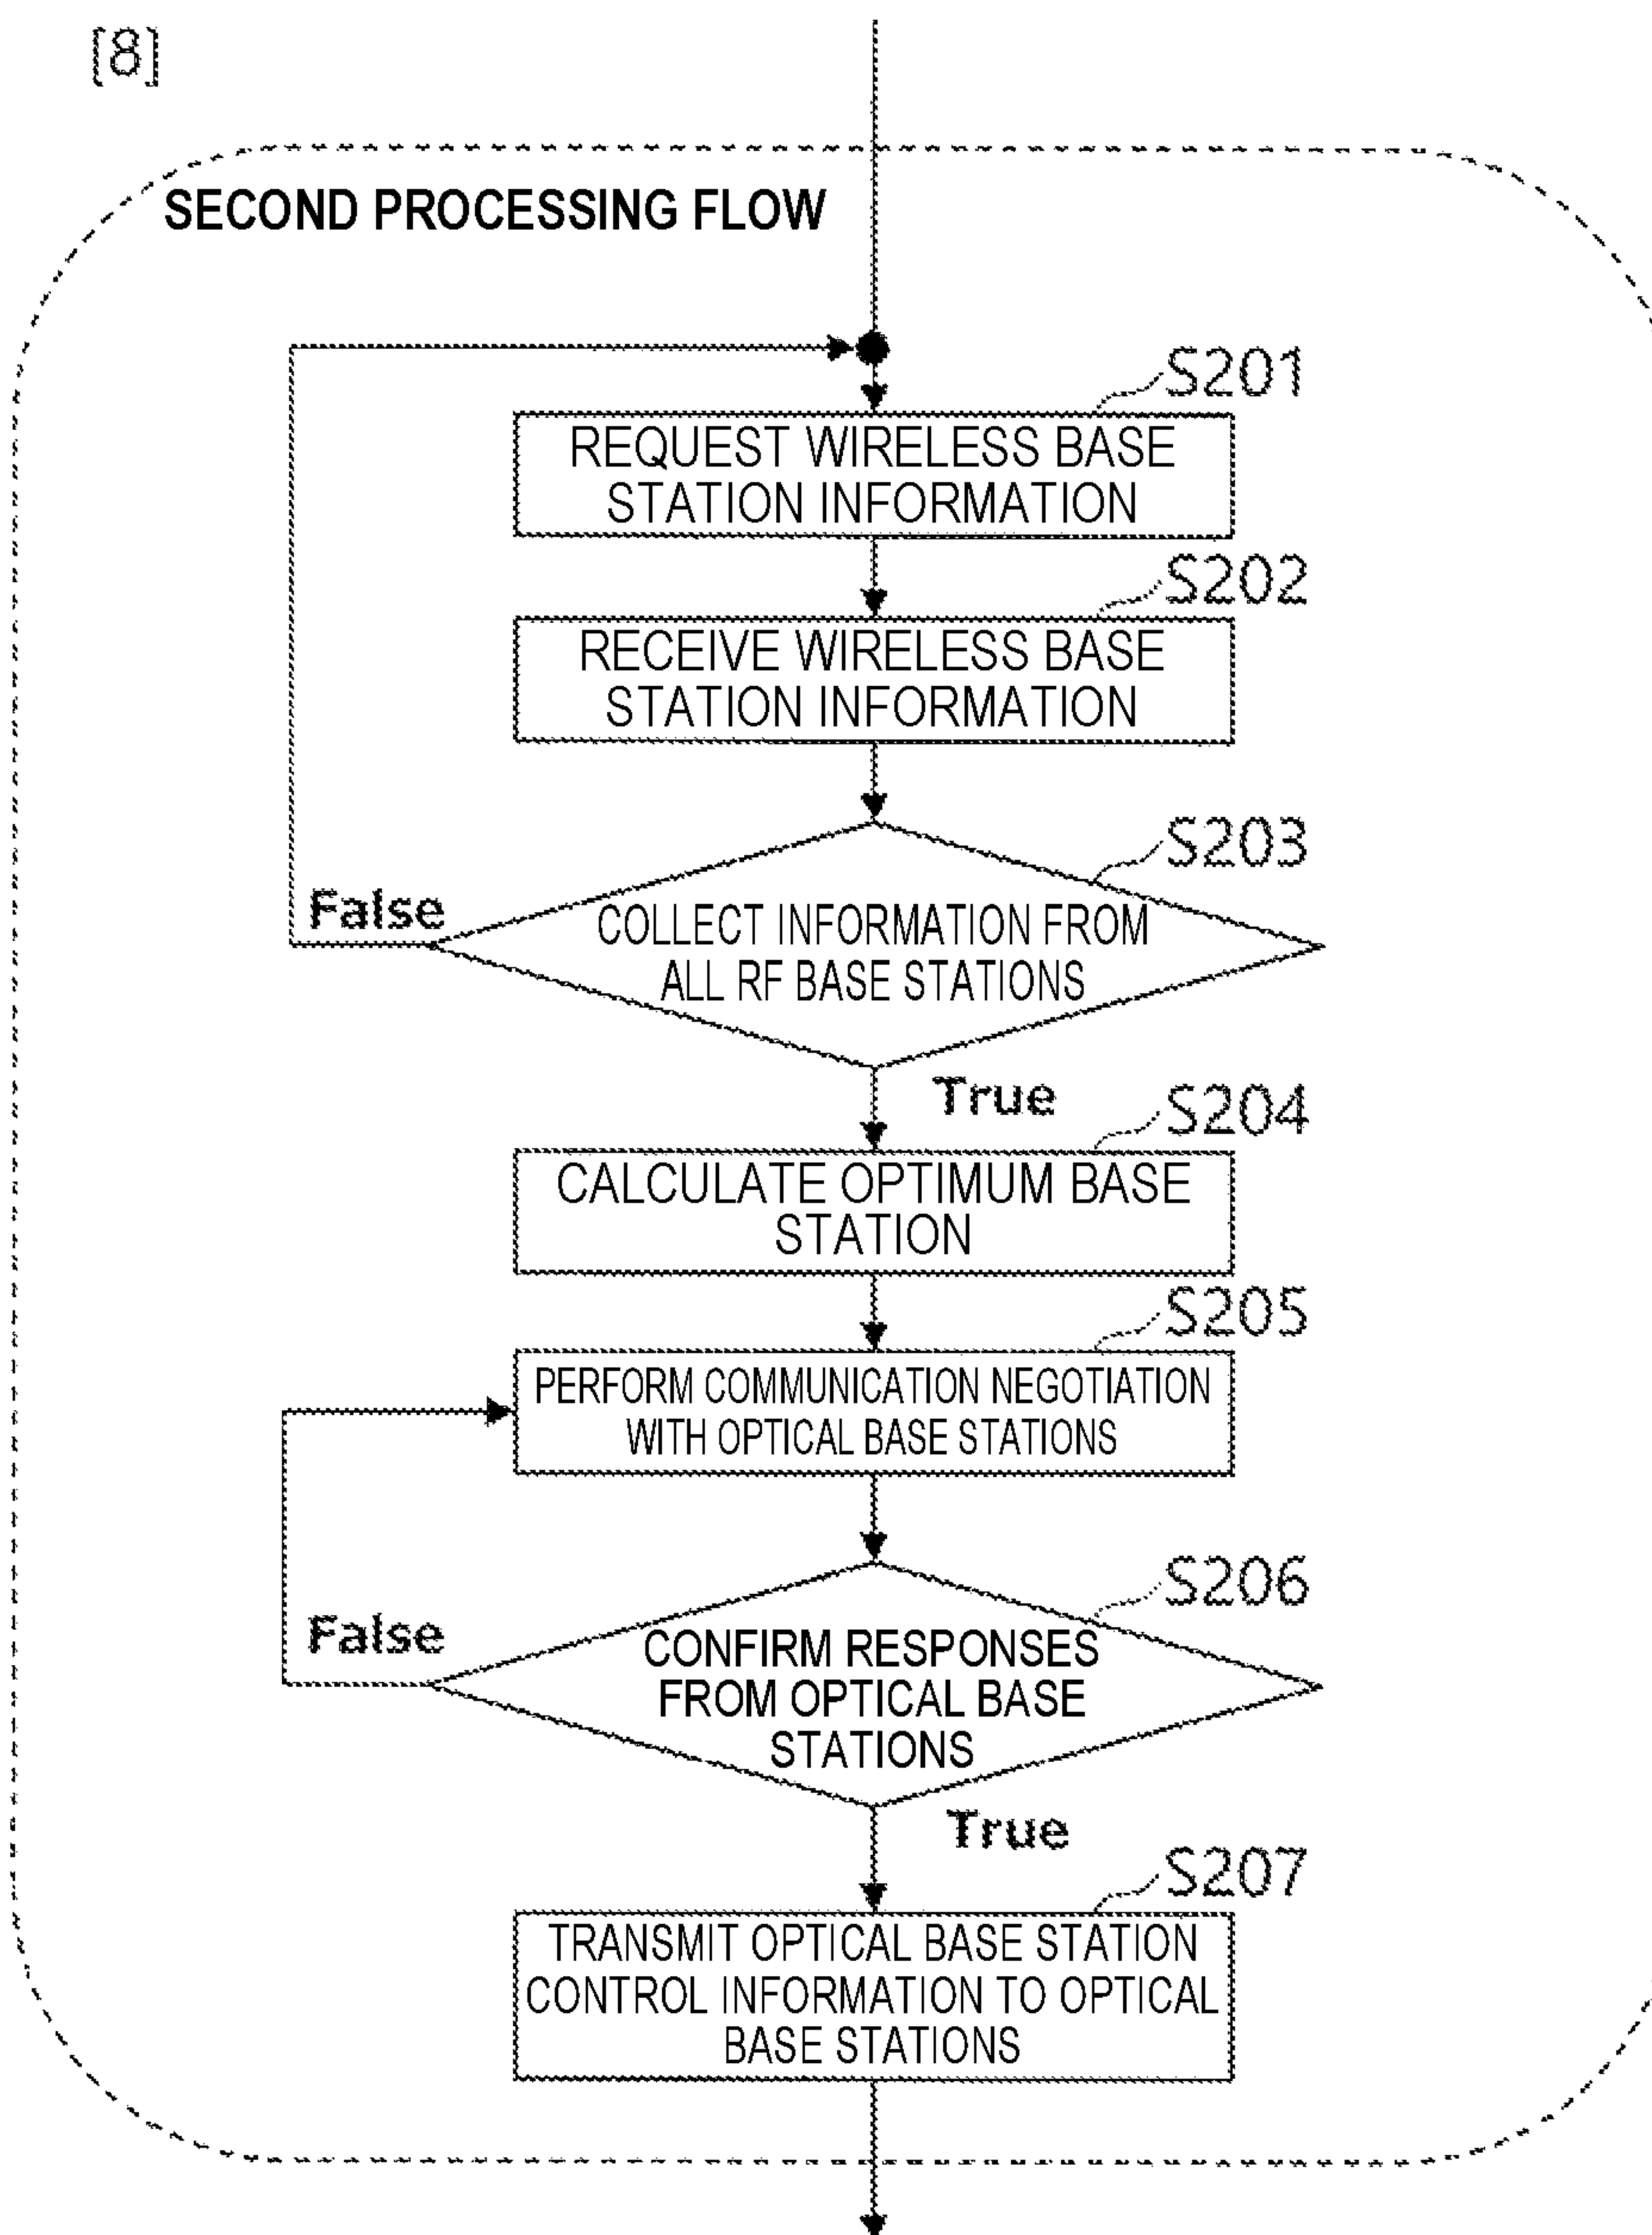 [8]
SECOND PROCESSING FLOW
S201
REQUEST WIRELESS BASE
STATION INFORMATION
S202
RECEIVE WIRELESS BASE
STATION INFORMATION
S203
False
COLLECT INFORMATION FROM
ALL RF BASE STATIONS
True
S204
CALCULATE OPTIMUM BASE
STATION
S205
PERFORM COMMUNICATION NEGOTIATION
WITH OPTICAL BASE STATIONS
S206
False
CONFIRM RESPONSES
FROM OPTICAL BASE
STATIONS
True
S207
TRANSMIT OPTICAL BASE STATION
CONTROL INFORMATION TO OPTICAL
BASE STATIONS